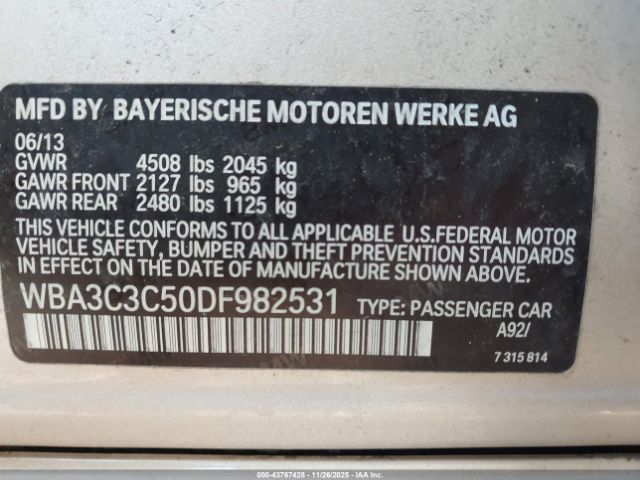 MFD BY BAYERISCHE MOTOREN WERKE AG
06/13
GVWR 4508 lbs 2045 kg
GAWR FRONT 2127 lbs 965 kg
GAWR REAR 2480 lbs 1125 kg
THIS VEHICLE CONFORMS TO ALL APPLICABLE U.S.FEDERAL MOTOR
VEHICLE SAFETY, BUMPER AND THEFT PREVENTION STANDARDS
IN EFFECT ON THE DATE OF MANUFACTURE SHOWN ABOVE.
WBA3C3C50DF982531 TYPE: PASSENGER CAR
A92/
7 315 814
000-43767428 - 11/26/2025 - IAA Inc.